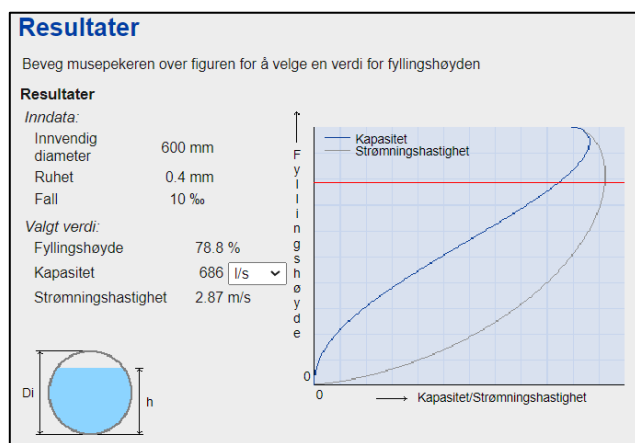 Resultater
Beveg musepekeren over figuren for å velge en verdi for fyllingshøyden
Resultater
Inndata:
Innvendig
diameter 600 mm
Ruhet 0.4 mm
Fall 10 ‰
Valgt verdi:
Fyllingshøyde 78.8 %
Kapasitet 686 l/s
Strømningshastighet 2.87 m/s
Di
h
Fyllingshøyde
Kapasitet
Strømningshastighet
0
0
Kapasitet/Strømningshastighet